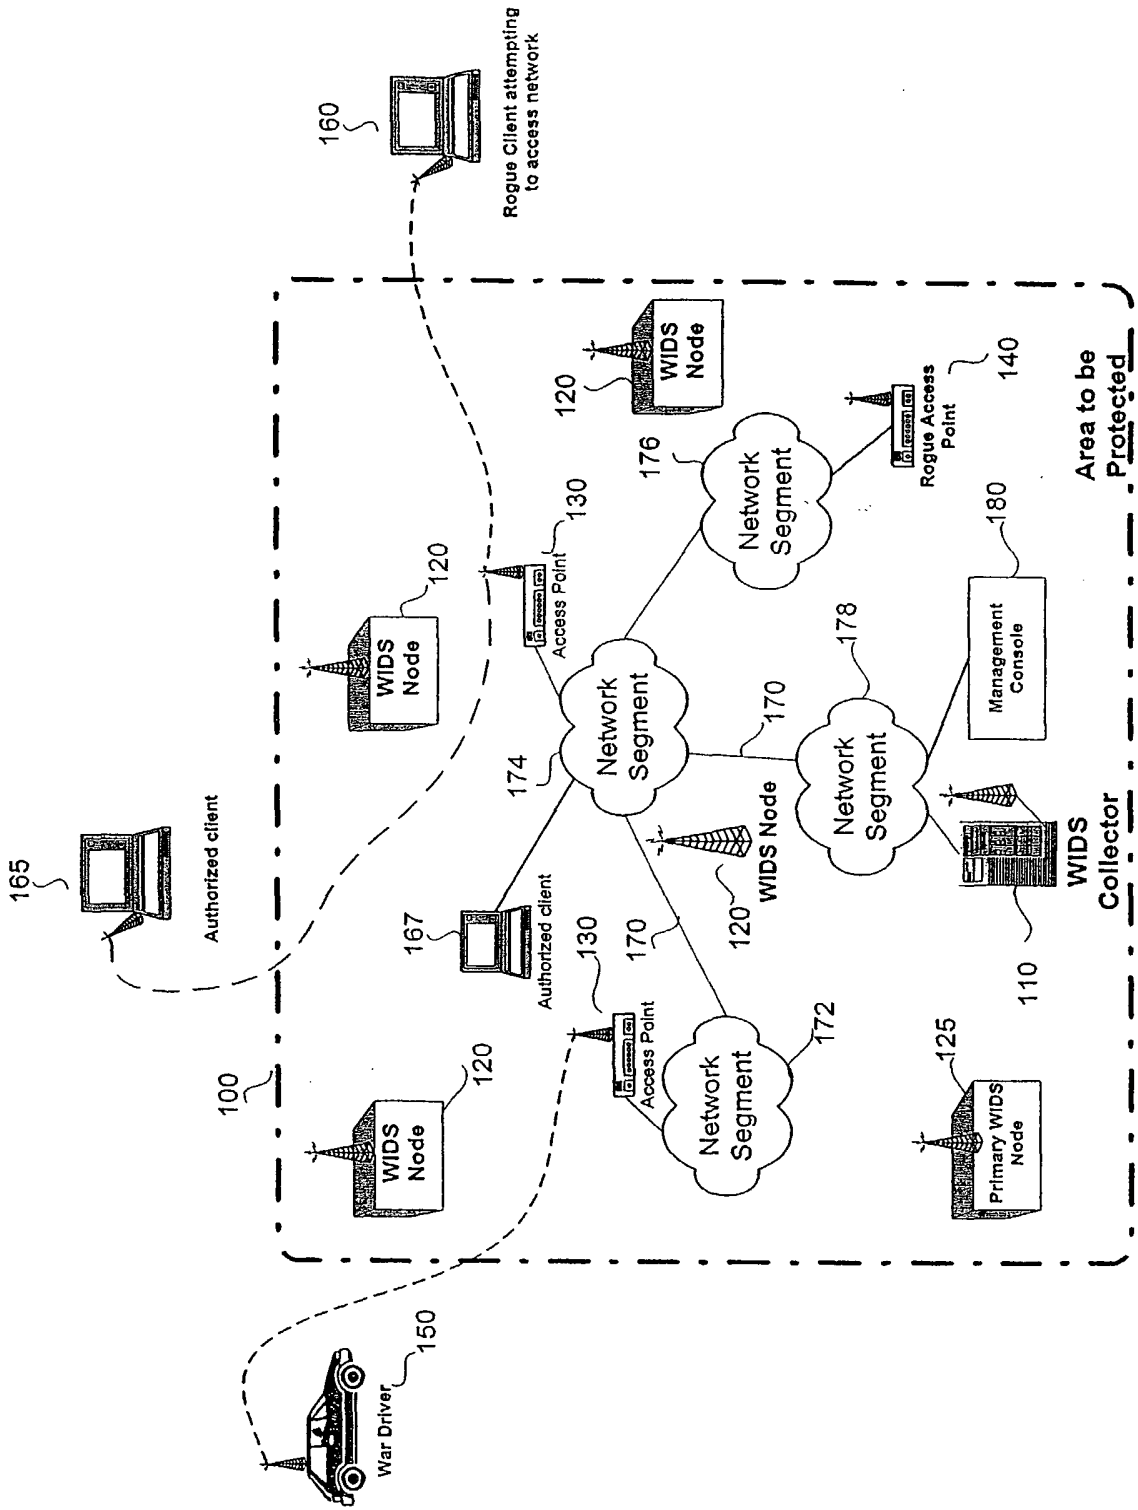 165
Authorized client
160
Rogue Client attempting
to access network
100
War Driver
150
WIDS
Node
120
WIDS
Node
120
167
Authorized client
130
Access Point
130
Access Point
120
WIDS
Node
174
Network
Segment
170
176
Network
Segment
Network
Segment
172
120
WIDS Node
170
178
Network
Segment
Rogue Access
Point
140
125
Primary WIDS
Node
110
WIDS
Collector
180
Management
Console
Area to be
Protected